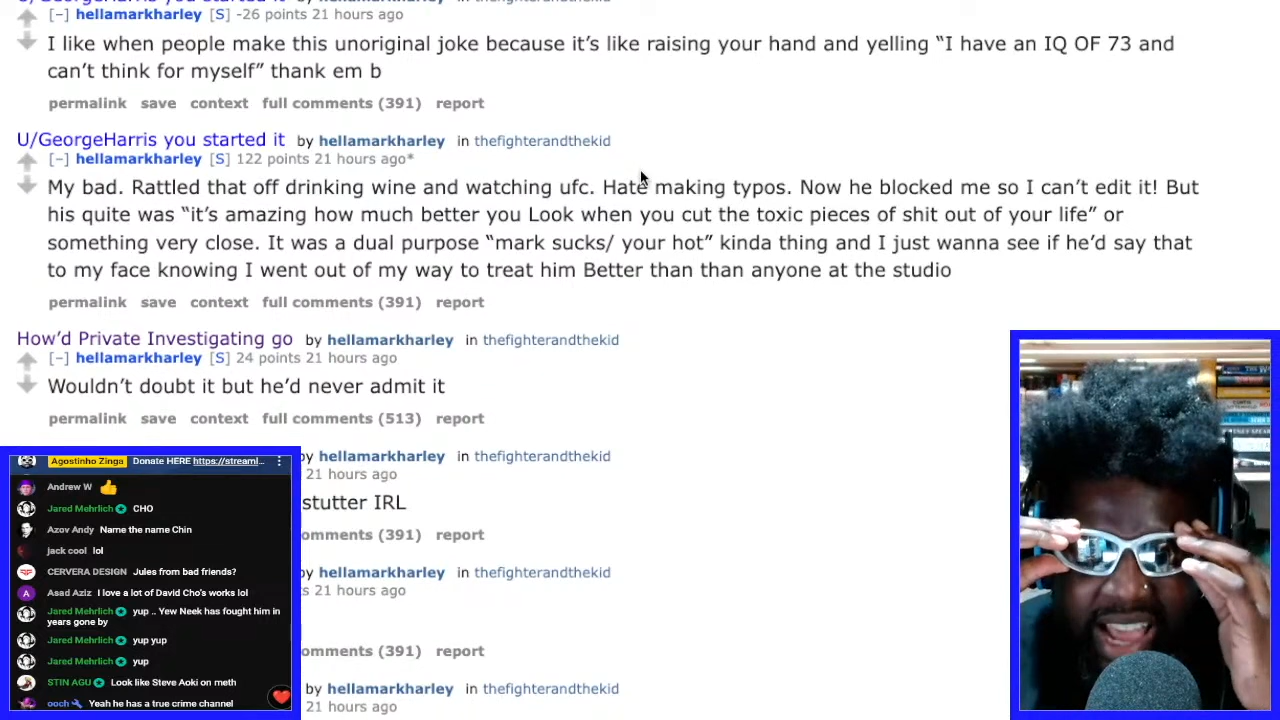 [-] hellamarkharley [S] -26 points 21 hours ago
I like when people make this unoriginal joke because it's like raising your hand and yelling “I have an IQ OF 73 and
can't think for myself” thank em b
permalink save context full comments (391) report
U/GeorgeHarris you started it by hellamarkharley in thefighterandthekid
[-] hellamarkharley [S] 122 points 21 hours ago*
My bad. Rattled that off drinking wine and watching ufc. Hate making typos. Now he blocked me so I can't edit it! But
his quite was “it's amazing how much better you Look when you cut the toxic pieces of shit out of your life” or
something very close. It was a dual purpose “mark sucks/ your hot” kinda thing and I just wanna see if he'd say that
to my face knowing I went out of my way to treat him Better than than anyone at the studio
permalink save context full comments (391) report
How'd Private Investigating go by hellamarkharley in thefighterandthekid
[-] hellamarkharley [S] 24 points 21 hours ago
Wouldn't doubt it but he'd never admit it
permalink save context full comments (513) report
by hellamarkharley in thefighterandthekid
21 hours ago
stutter IRL
omments (391) report
by hellamarkharley in thefighterandthekid
s 21 hours ago
omments (391) report
by hellamarkharley in thefighterandthekid
21 hours ago
Agostinho Zinga Donate HERE https://streaml...
Andrew W 👍
Jared Mehrlich CHO
Azov Andy Name the name Chin
jack cool lol
CERVERA DESIGN Jules from bad friends?
Asad Aziz I love a lot of David Cho's works lol
Jared Mehrlich yup .. Yew Neek has fought him in
years gone by
Jared Mehrlich yup yup
Jared Mehrlich yup
STIN AGU Look like Steve Aoki on meth
ooch Yeah he has a true crime channel